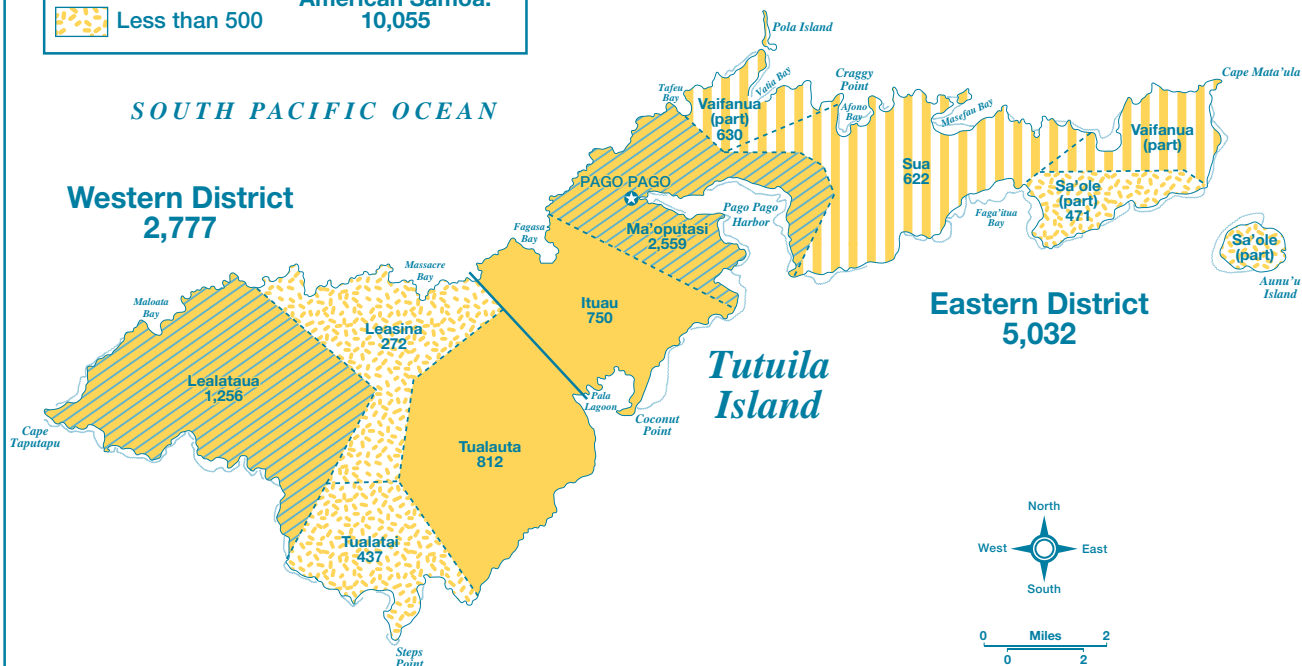 American Samoa:
10,055
Less than 500
SOUTH PACIFIC OCEAN
Western District
2,777
Pola Island
Tafeu
Bay
Vatia Bay
Craggy
Point
Cape Mata'ula
Vaifanua
(part)
630
Afono
Bay
Masefau Bay
Vaifanua
(part)
Sua
622
PAGO PAGO
Sa'ole
(part)
471
Pago Pago
Harbor
Faga'itua
Bay
Fagasa
Bay
Ma'oputasi
2,559
Sa'ole
(part)
Aunu'u
Island
Massacre
Bay
Maloata
Bay
Ituau
750
Eastern District
5,032
Leasina
272
Tutuila
Island
Lealataua
1,256
Pala
Lagoon
Coconut
Point
Cape
Taputapu
Tualauta
812
Tualatai
437
Steps
Point
North
West
East
South
0 Miles 2
0 2